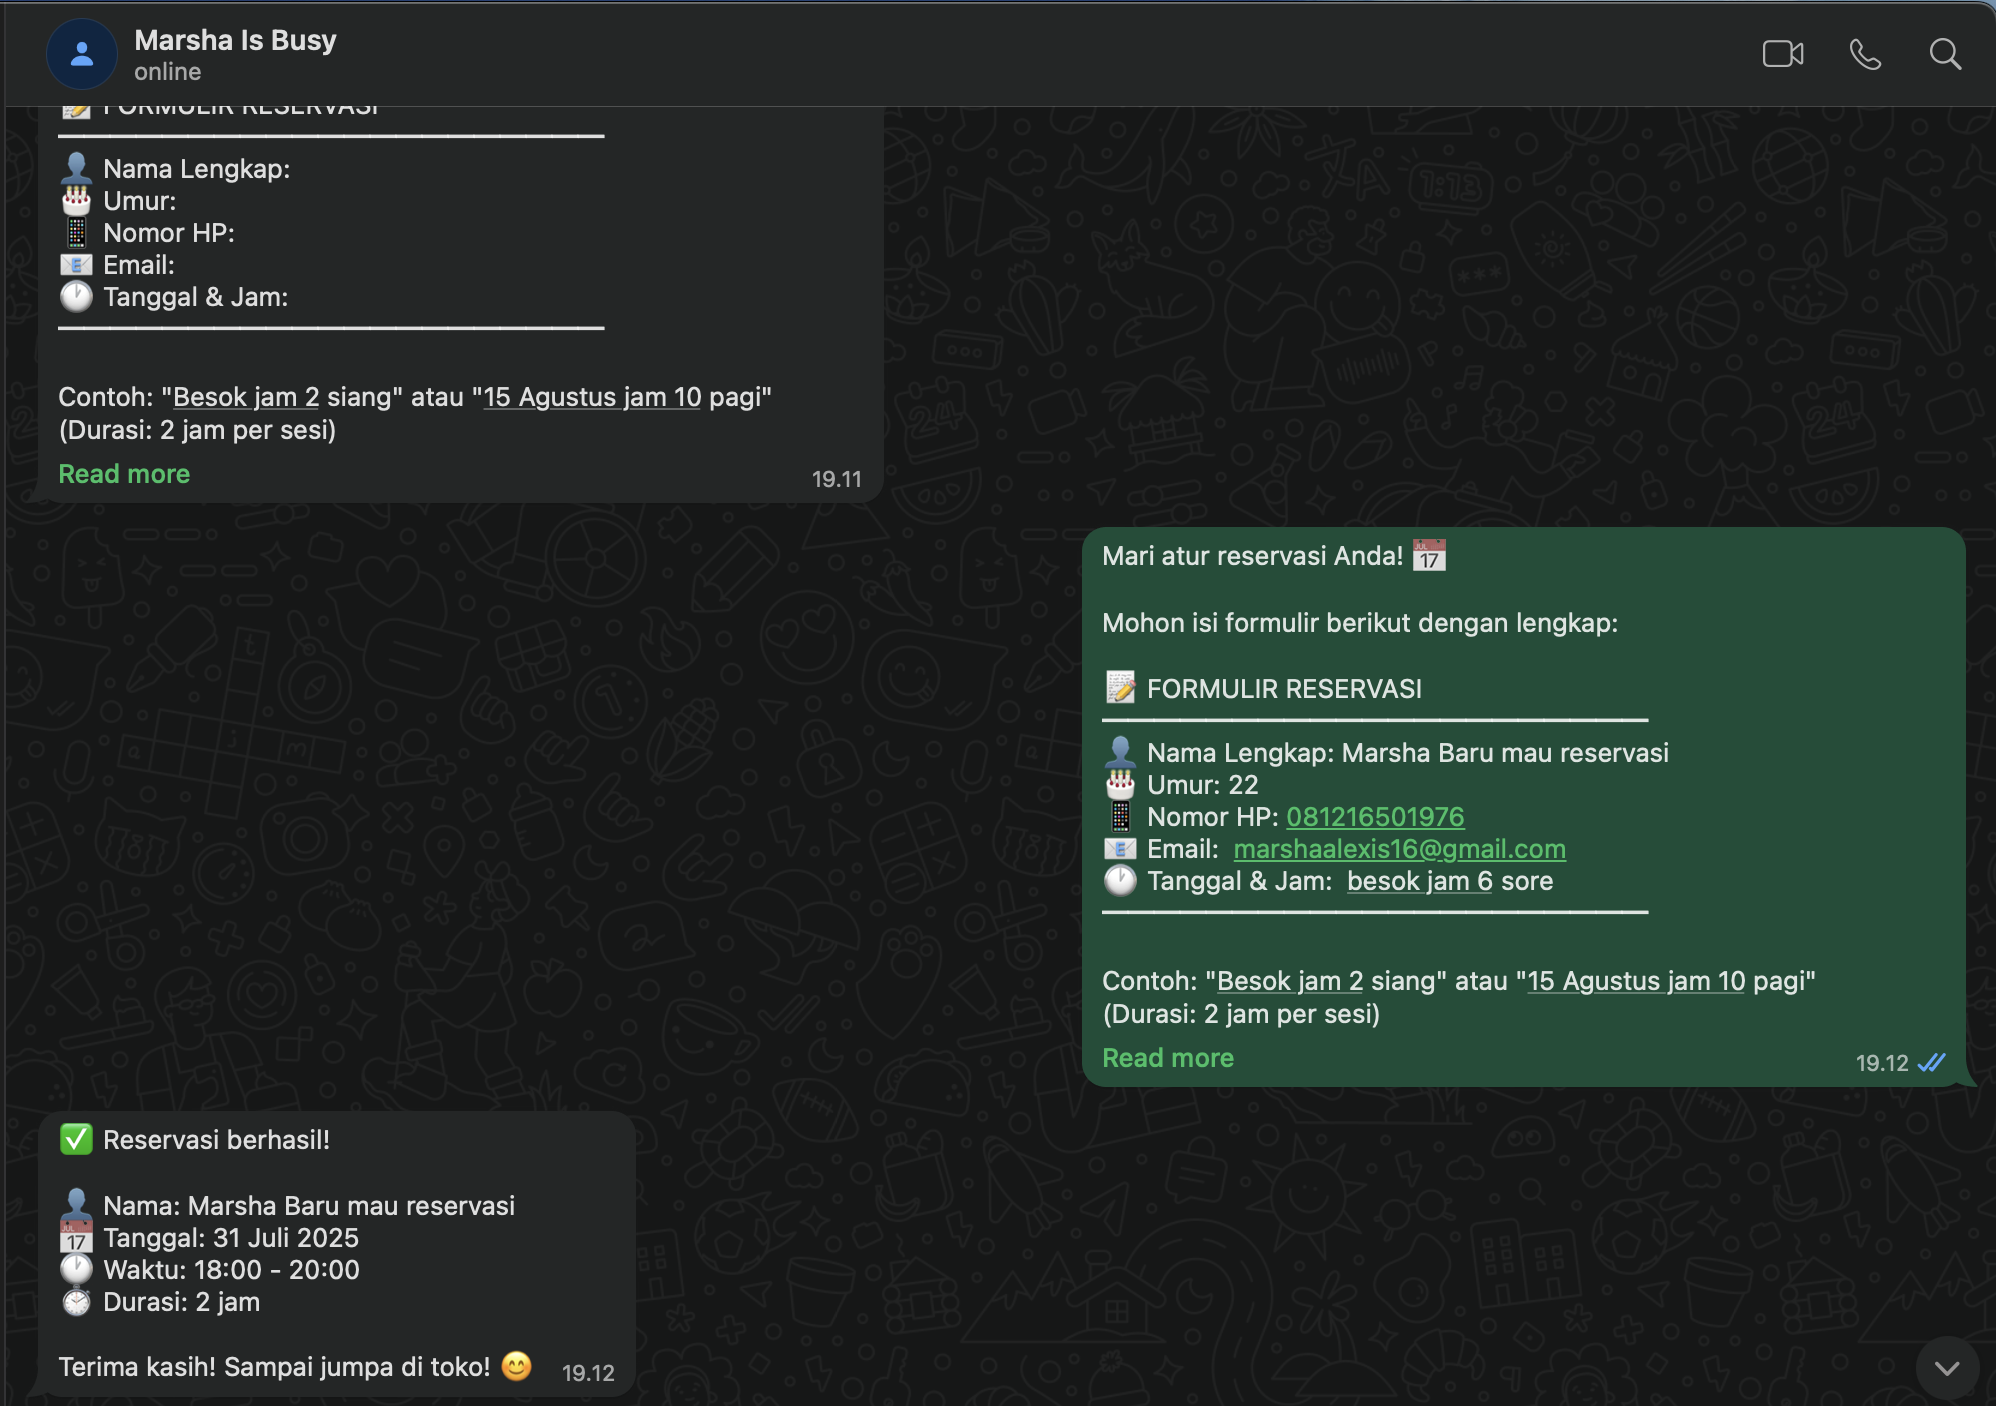 Marsha Is Busy
online
📝 FORMULIR RESERVASI
👤 Nama Lengkap:
🎂 Umur:
📱 Nomor HP:
📧 Email:
🕐 Tanggal & Jam:
Contoh: "Besok jam 2 siang" atau "15 Agustus jam 10 pagi"
(Durasi: 2 jam per sesi)
Read more
19.11
Mari atur reservasi Anda! 📅
Mohon isi formulir berikut dengan lengkap:
📝 FORMULIR RESERVASI
👤 Nama Lengkap: Marsha Baru mau reservasi
🎂 Umur: 22
📱 Nomor HP: 081216501976
📧 Email:  marshaalexis16@gmail.com
🕐 Tanggal & Jam:  besok jam 6 sore
Contoh: "Besok jam 2 siang" atau "15 Agustus jam 10 pagi"
(Durasi: 2 jam per sesi)
Read more
19.12
✅ Reservasi berhasil!
👤 Nama: Marsha Baru mau reservasi
📅 Tanggal: 31 Juli 2025
🕐 Waktu: 18:00 - 20:00
⏱ Durasi: 2 jam
Terima kasih! Sampai jumpa di toko! 😊
19.12